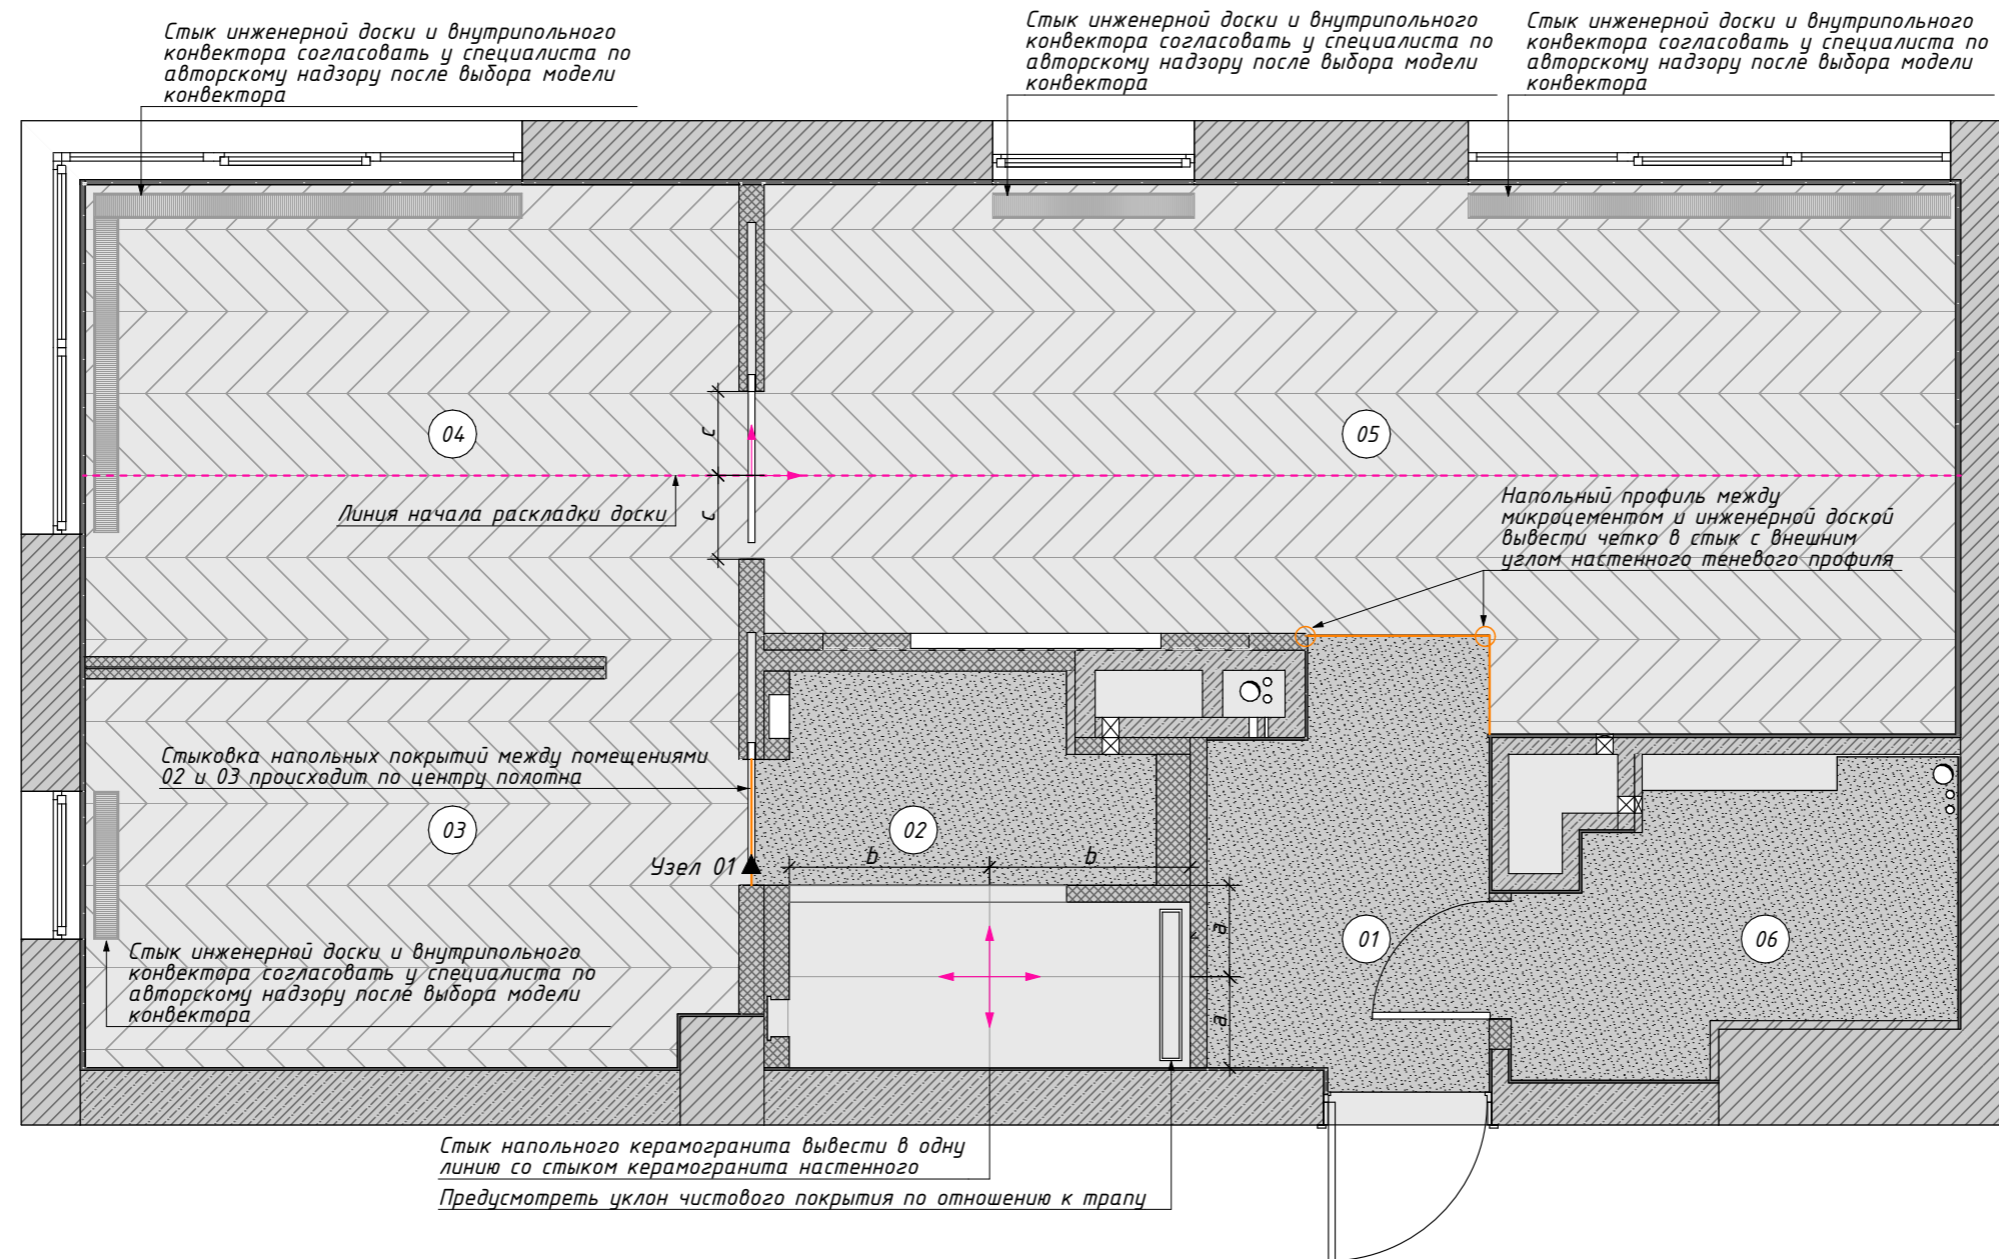 Стык инженерной доски и внутрипольного
конвектора согласовать у специалиста по
авторскому надзору после выбора модели
конвектора
Стык инженерной доски и внутрипольного
конвектора согласовать у специалиста по
авторскому надзору после выбора модели
конвектора
Стык инженерной доски и внутрипольного
конвектора согласовать у специалиста по
авторскому надзору после выбора модели
конвектора
04
c
05
Линия начала раскладки доски
c
Напольный профиль между
микроцементом и инженерной доской
вывести четко в стык с внешним
углом настенного теневого профиля
Стыковка напольных покрытий между помещениями
02 и 03 происходит по центру полотна
03
02
Узел 01
b
b
a
a
01
06
Стык инженерной доски и внутрипольного
конвектора согласовать у специалиста по
авторскому надзору после выбора модели
конвектора
Стык напольного керамогранита вывести в одну
линию со стыком керамогранита настенного
Предусмотреть уклон чистового покрытия по отношению к трапу